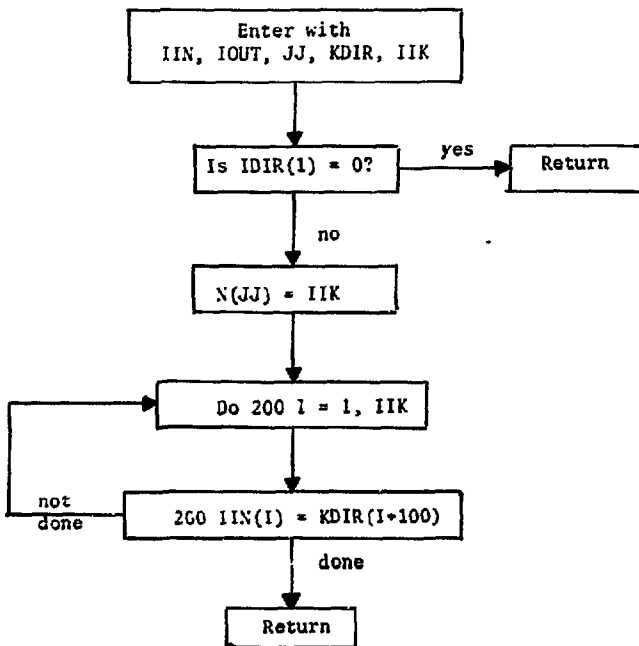 Enter with
IIN, IOUT, JJ, KDIR, IIK
Is IDIR(1) = 0?
yes
Return
no
N(JJ) = IIK
Do 200 I = 1, IIK
not
done
200 IIN(I) = KDIR(I+100)
done
Return